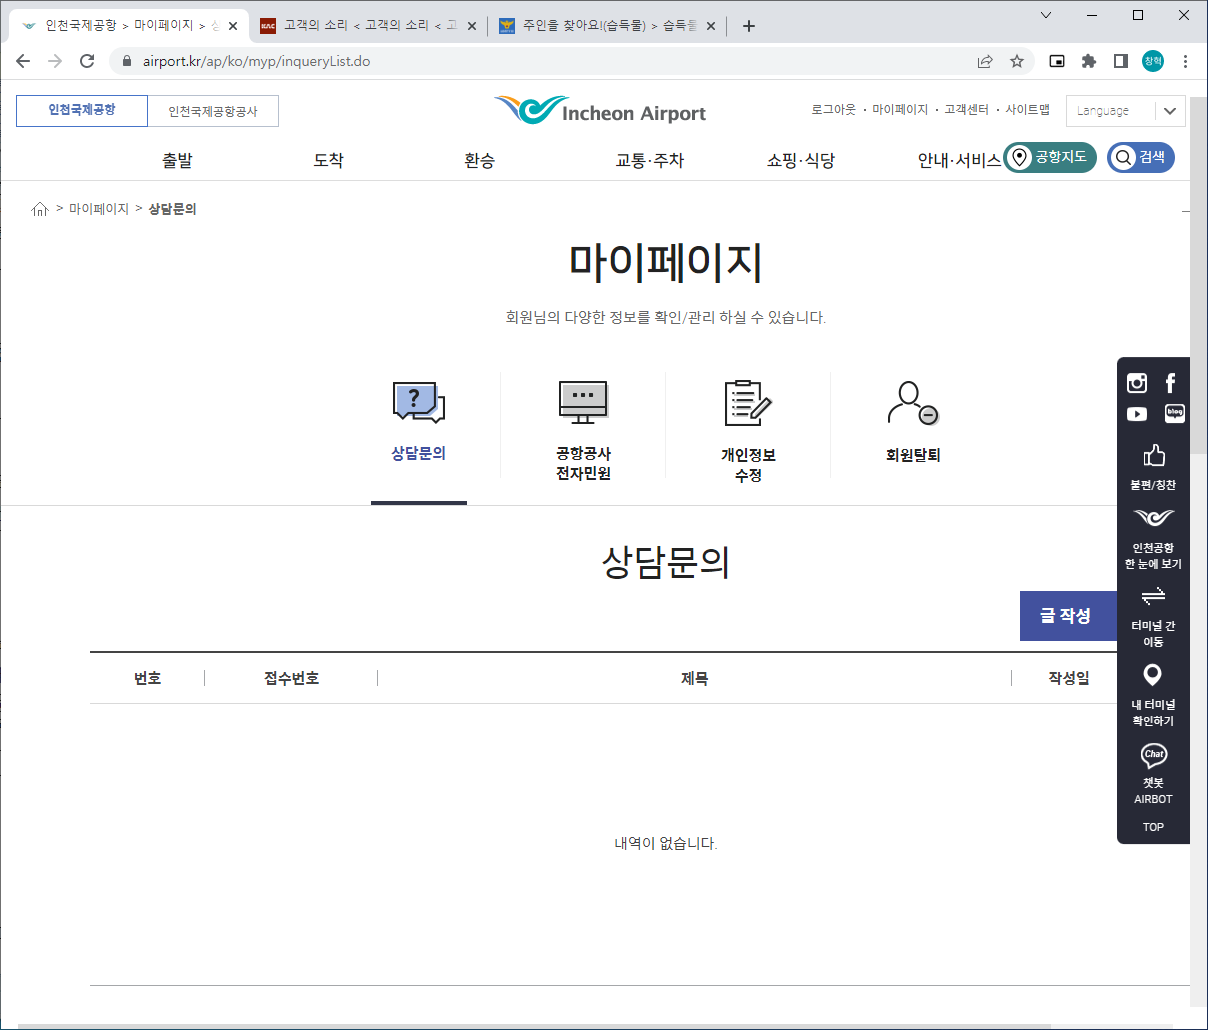 인천국제공항 > 마이페이지 >
고객의 소리 < 고객의 소리 < 고
주인을 찾아요!(습득물) > 습득물
airport.kr/ap/ko/myp/inqueryList.do
창혁
인천국제공항
인천국제공항공사
Incheon Airport
로그아웃 · 마이페이지 · 고객센터 · 사이트맵
Language
출발
도착
환승
교통·주차
쇼핑·식당
안내·서비스
공항지도
검색
> 마이페이지 > 상담문의
마이페이지
회원님의 다양한 정보를 확인/관리 하실 수 있습니다.
?
상담문의
공항공사
전자민원
개인정보
수정
회원탈퇴
상담문의
글 작성
번호
접수번호
제목
작성일
내역이 없습니다.
blog
불편/칭찬
인천공항
한 눈에 보기
터미널 간
이동
내 터미널
확인하기
Chat
챗봇
AIRBOT
TOP